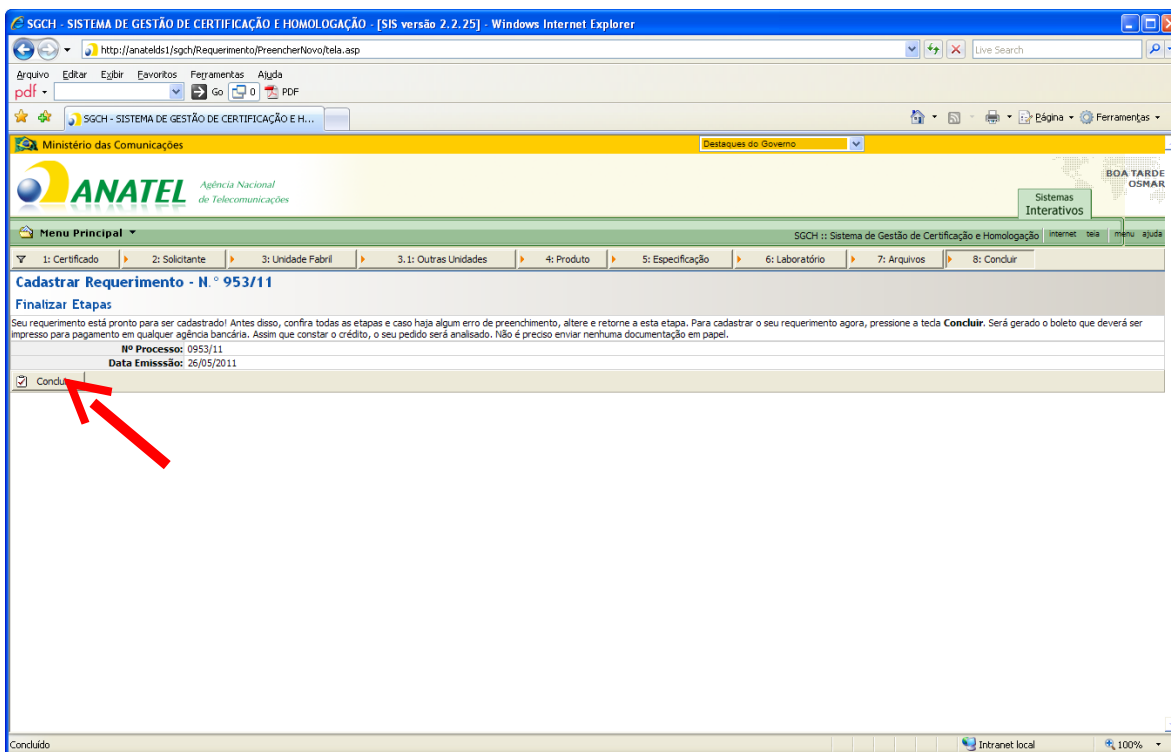 SGCH - SISTEMA DE GESTÃO DE CERTIFICAÇÃO E HOMOLOGAÇÃO - [SIS versão 2.2.25] - Windows Internet Explorer
http://anatelds1/sgch/Requerimento/PreencherNovo/tela.asp
Live Search
Arquivo Editar Exibir Favoritos Ferramentas Ajuda
pdf Go 0 PDF
SGCH - SISTEMA DE GESTÃO DE CERTIFICAÇÃO E H...
Página Ferramentas
Ministério das Comunicações
Destaques do Governo
ANATEL
Agência Nacional
de Telecomunicações
BOA TARDE
OSMAR
Sistemas
Interativos
Menu Principal
SGCH :: Sistema de Gestão de Certificação e Homologação internet teia menu ajuda
1: Certificado 2: Solicitante 3: Unidade Fabril 3.1: Outras Unidades 4: Produto 5: Especificação 6: Laboratório 7: Arquivos 8: Concluir
Cadastrar Requerimento - N.° 953/11
Finalizar Etapas
Seu requerimento está pronto para ser cadastrado! Antes disso, confira todas as etapas e caso haja algum erro de preenchimento, altere e retorne a esta etapa. Para cadastrar o seu requerimento agora, pressione a tecla Concluir. Será gerado o boleto que deverá ser
impresso para pagamento em qualquer agência bancária. Assim que constar o crédito, o seu pedido será analisado. Não é preciso enviar nenhuma documentação em papel.
Nº Processo: 0953/11
Data Emisssão: 26/05/2011
Concluído
Intranet local
100%